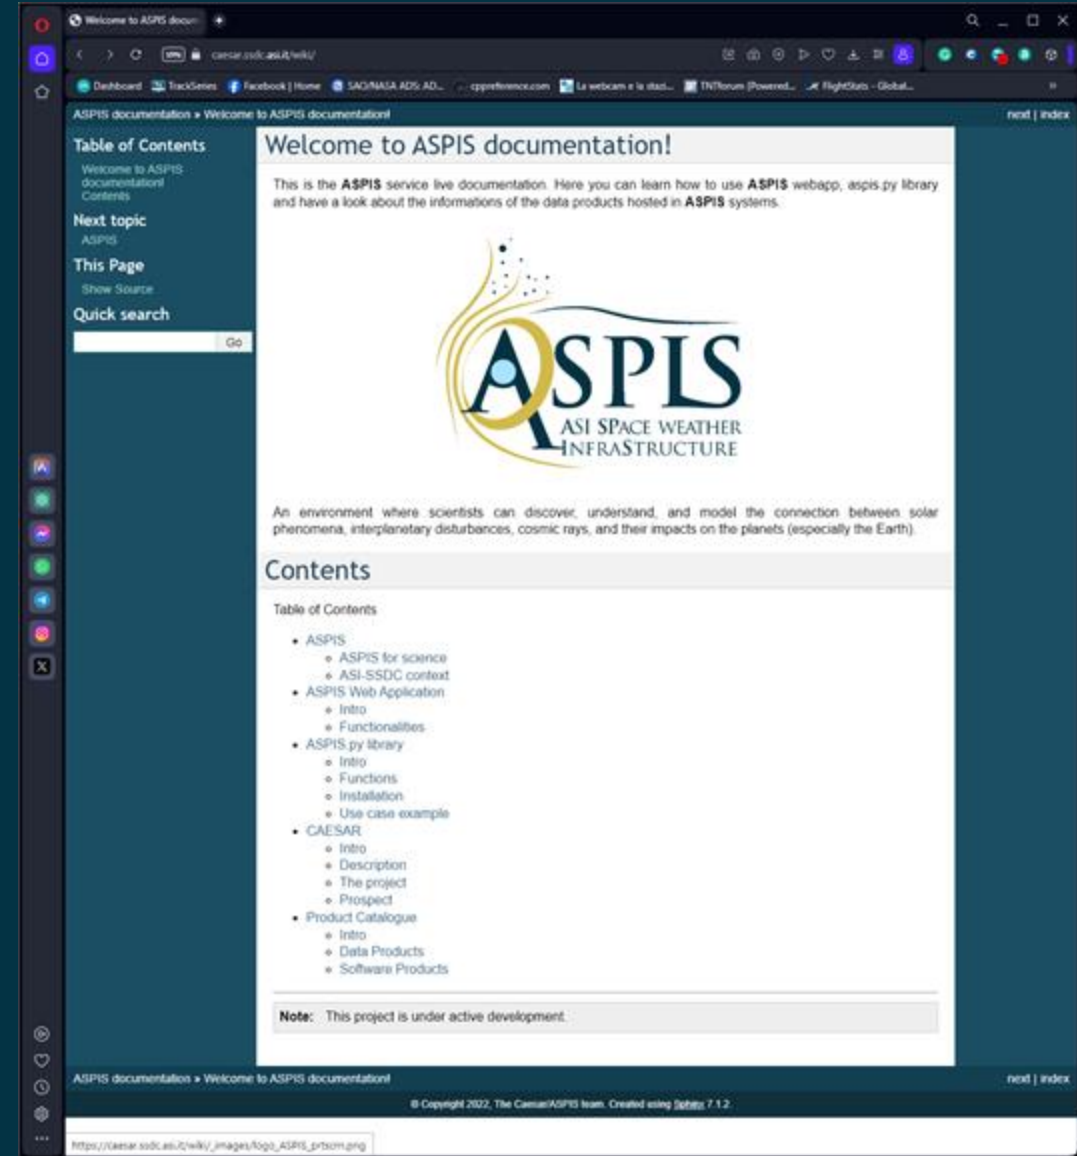 Welcome to ASPIS docum
caesar.ssdc.asi.it/wiki/
Dashboard TrackSeries Facebook | Home SAO/NASA ADS: AD... cppreference.com La webcam e la stazi... TNTforum [Powered... FlightStats - Global...
ASPIS documentation » Welcome to ASPIS documentation!
next | index
Table of Contents
Welcome to ASPIS
documentation!
Contents
Next topic
ASPIS
This Page
Show Source
Quick search
Go
Welcome to ASPIS documentation!
This is the ASPIS service live documentation. Here you can learn how to use ASPIS webapp, aspis.py library
and have a look about the informations of the data products hosted in ASPIS systems.
ASPIS
ASI SPACE WEATHER
INFRASTRUCTURE
An environment where scientists can discover, understand, and model the connection between solar
phenomena, interplanetary disturbances, cosmic rays, and their impacts on the planets (especially the Earth).
Contents
Table of Contents
ASPIS
ASPIS for science
ASI-SSDC context
ASPIS Web Application
Intro
Functionalities
ASPIS.py library
Intro
Functions
Installation
Use case example
CAESAR
Intro
Description
The project
Prospect
Product Catalogue
Intro
Data Products
Software Products
Note: This project is under active development.
ASPIS documentation » Welcome to ASPIS documentation!
next | index
© Copyright 2022, The Caesar/ASPIS team. Created using Sphinx 7.1.2.
https://caesar.ssdc.asi.it/wiki/_images/logo_ASPIS_prtscrn.png